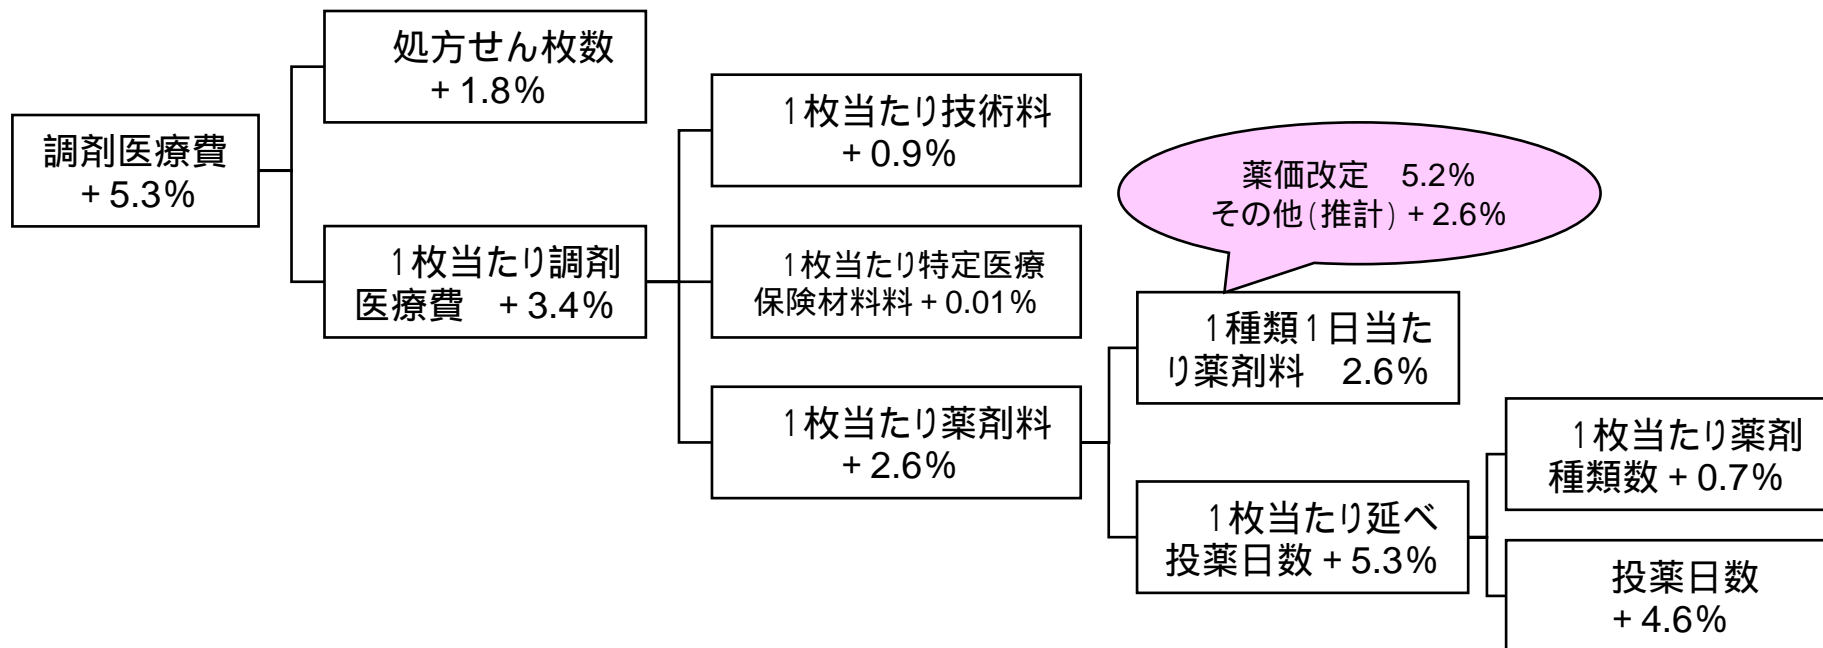 調剤医療費
+5.3%
処方せん枚数
+1.8%
1枚当たり調剤
医療費 +3.4%
1枚当たり技術料
+0.9%
1枚当たり特定医療
保険材料料+0.01%
1枚当たり薬剤料
+2.6%
薬価改定 5.2%
その他(推計)+2.6%
1種類1日当た
り薬剤料 2.6%
1枚当たり延べ
投薬日数+5.3%
1枚当たり薬剤
種類数+0.7%
投薬日数
+4.6%